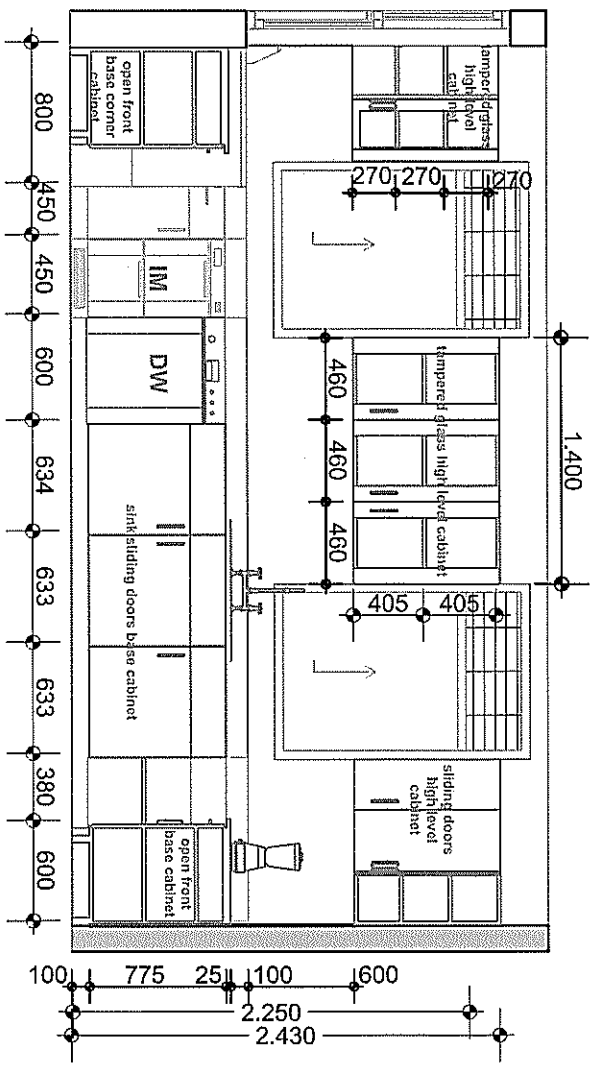 800
450
450
600
634
633
633
380
600
open front
base corner
cabinet
IM
DW
sink sliding doors base cabinet
open front
base cabinet
tampered glass
high level
cabinet
270
270
270
460
460
460
tampered glass high level cabinet
1.400
405
405
sliding doors
high level
cabinet
100
775
25
100
600
2.250
2.430